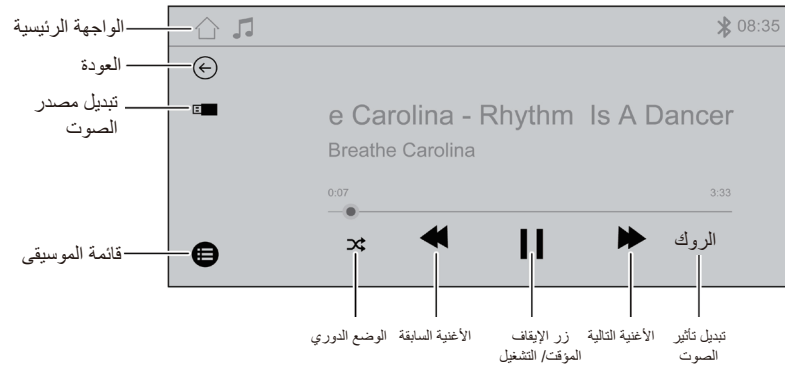 الواجهة الرئيسية
08:35
العودة
تبديل مصدر
الصوت
e Carolina - Rhythm Is A Dancer
Breathe Carolina
0:07
3:33
الروك
قائمة الموسيقى
الوضع الدوري
الأغنية السابقة
زر الإيقاف
المؤقت/ التشغيل
الأغنية التالية
تبديل تأثير
الصوت